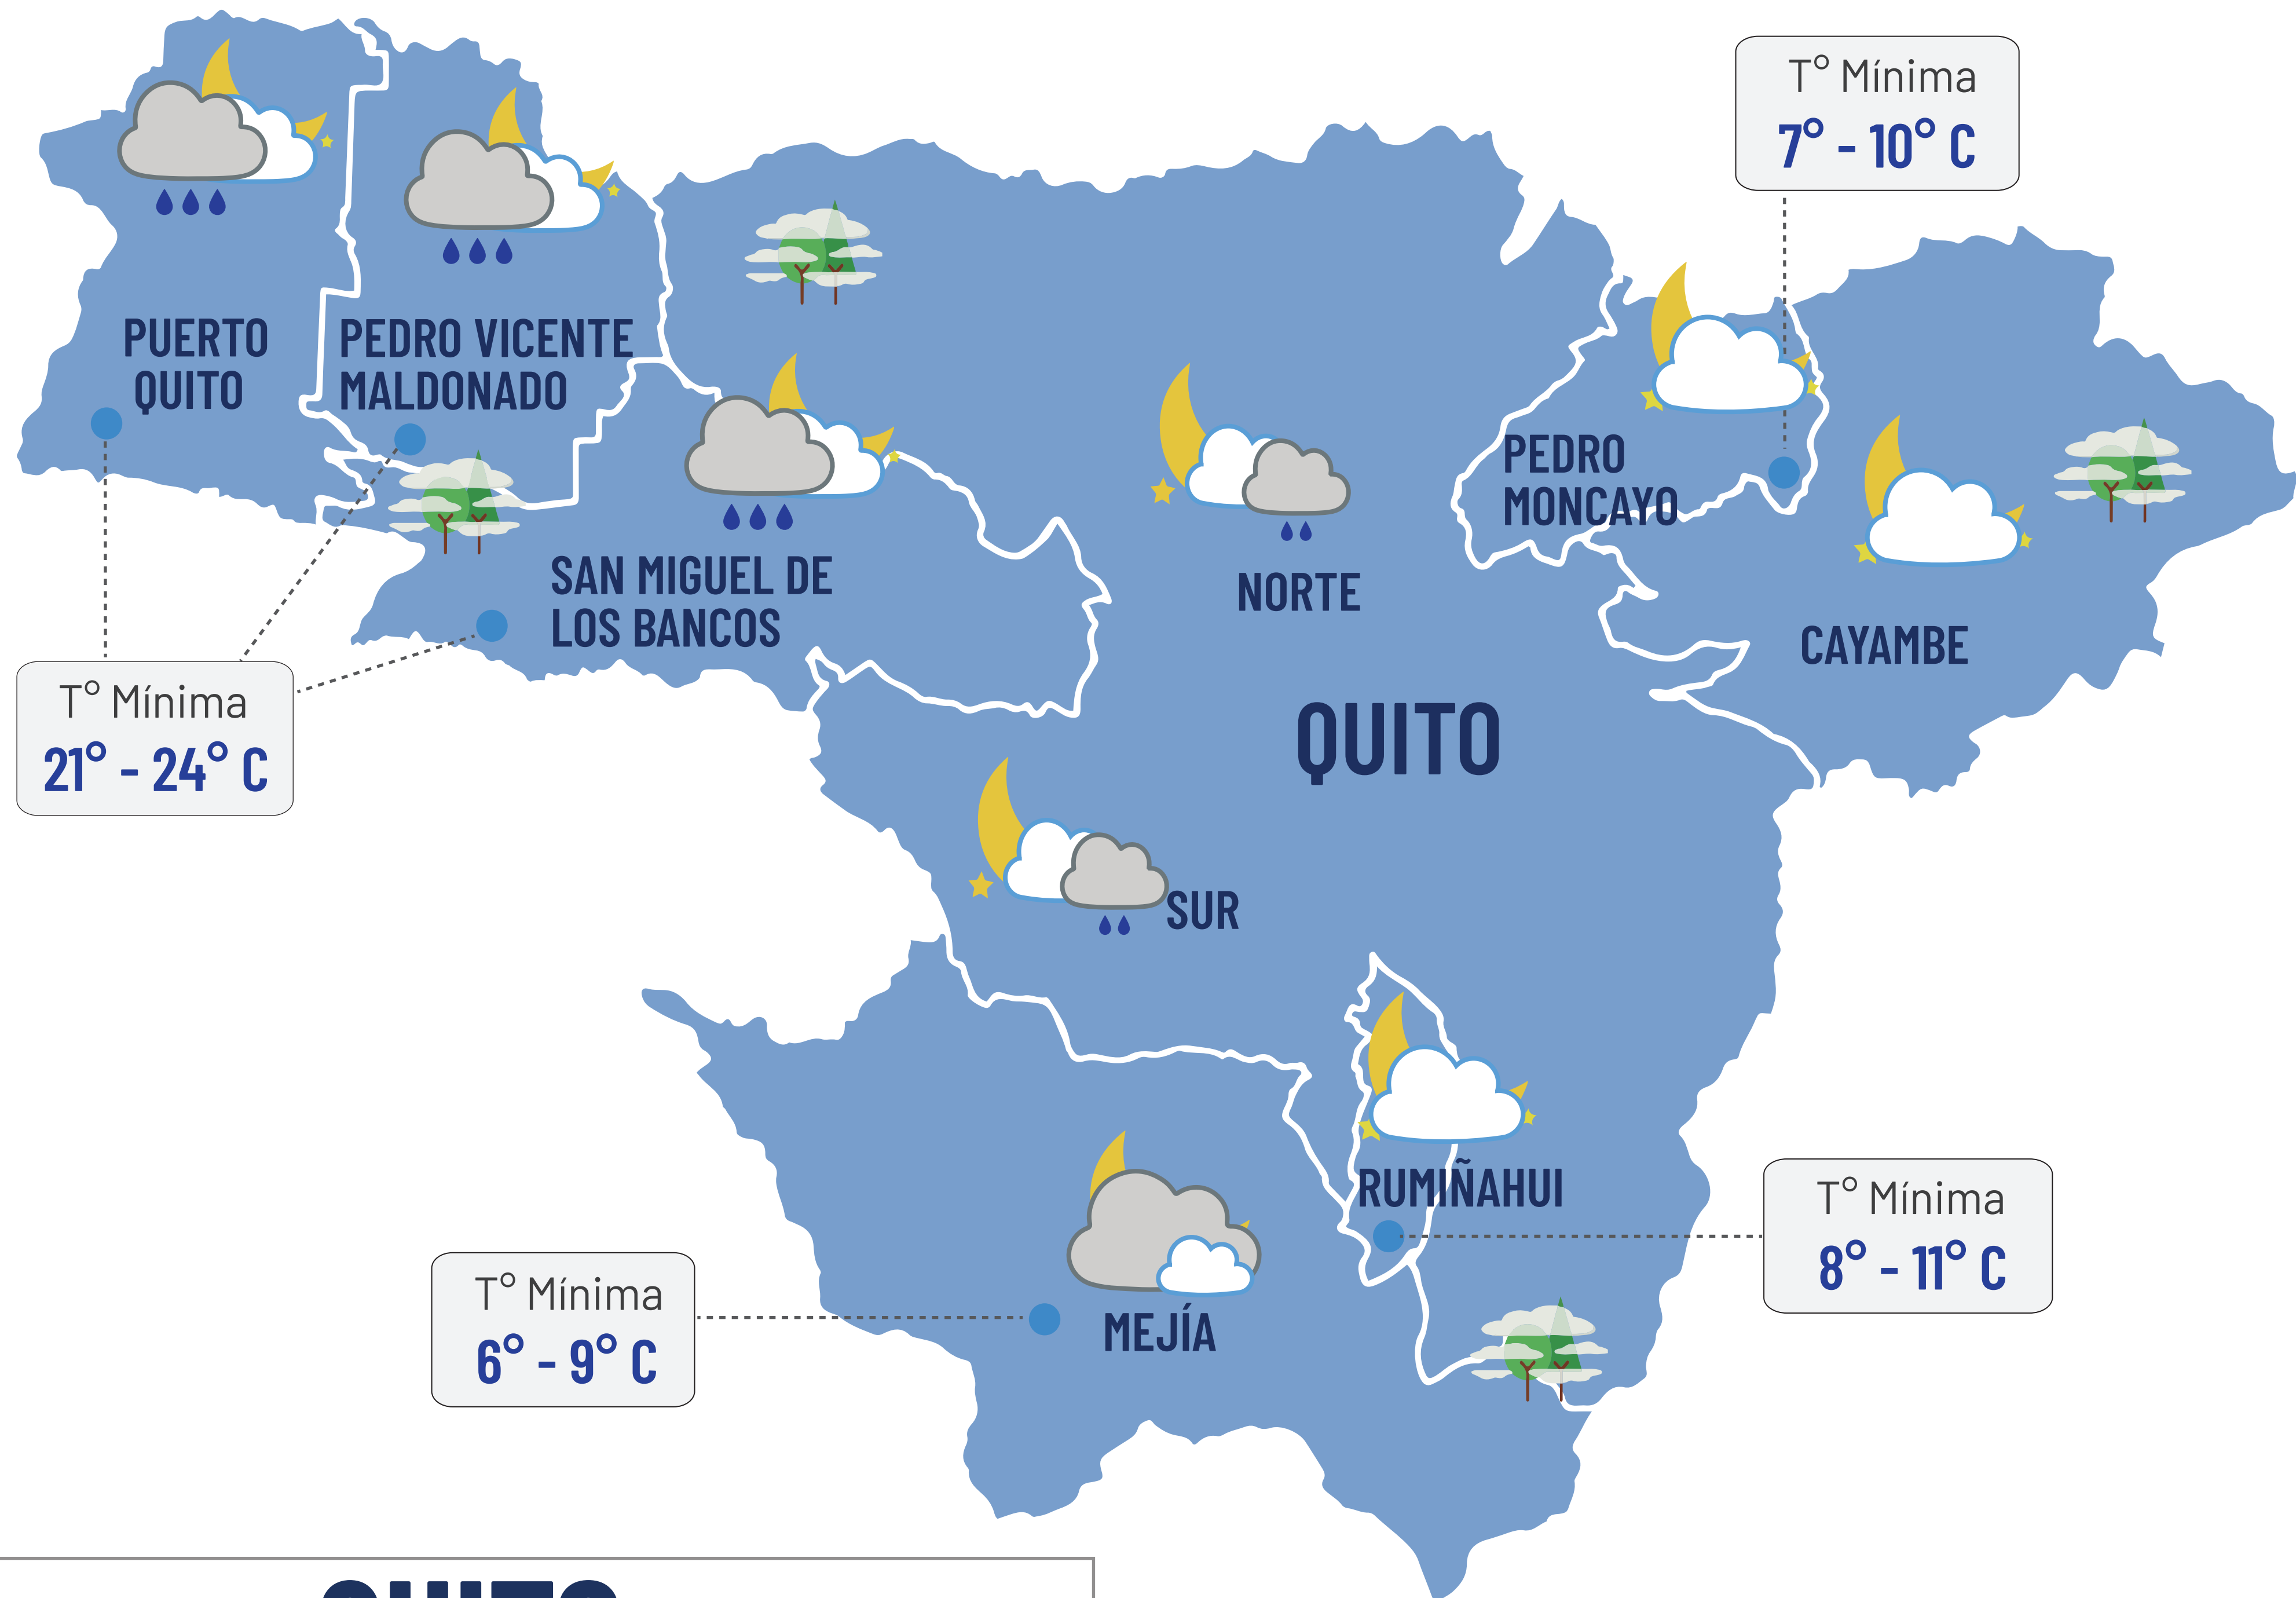 T° Mínima
7° - 10° C
PUERTO
QUITO
PEDRO VICENTE
MALDONADO
PEDRO
MONCAYO
SAN MIGUEL DE
LOS BANCOS
NORTE
CAYAMBE
T° Mínima
21° - 24° C
QUITO
SUR
RUMIÑAHUI
T° Mínima
8° - 11° C
T° Mínima
6° - 9° C
MEJÍA